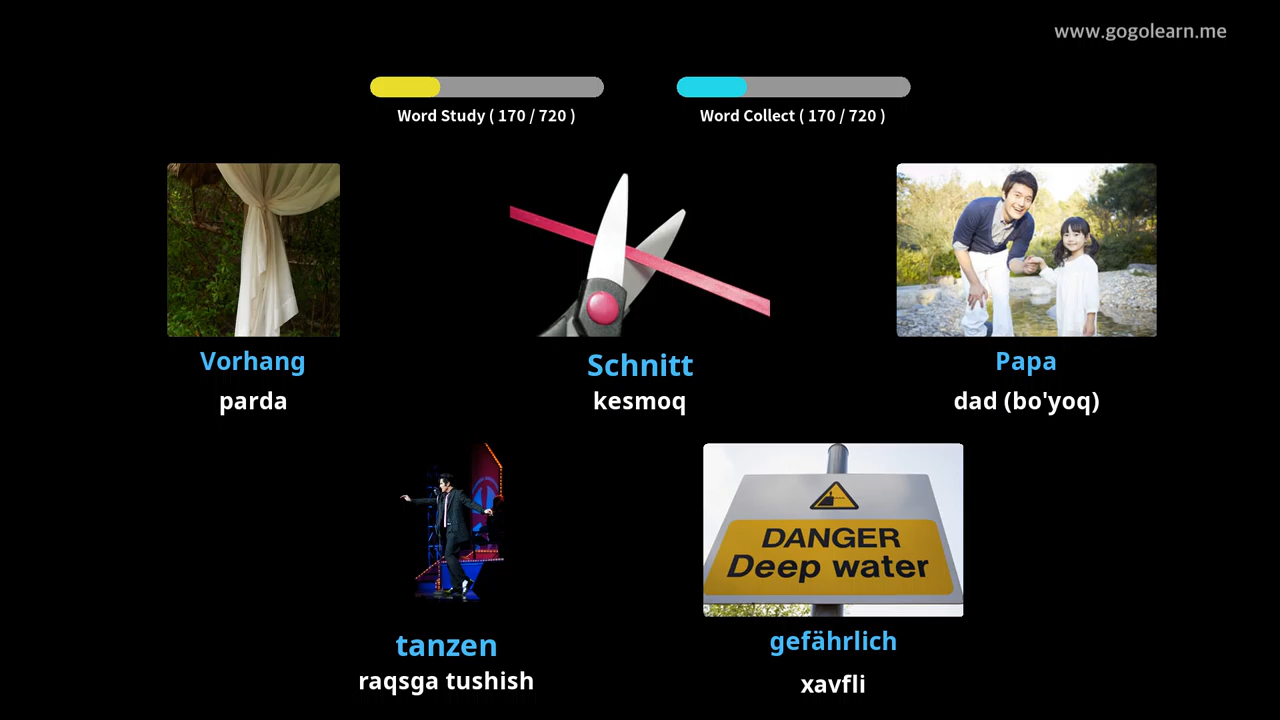 www.gogolearn.me
Word Study ( 170 / 720 )
Word Collect ( 170 / 720 )
Vorhang
parda
Schnitt
kesmoq
Papa
dad (bo'yoq)
tanzen
raqsga tushish
DANGER
Deep water
gefährlich
xavfli